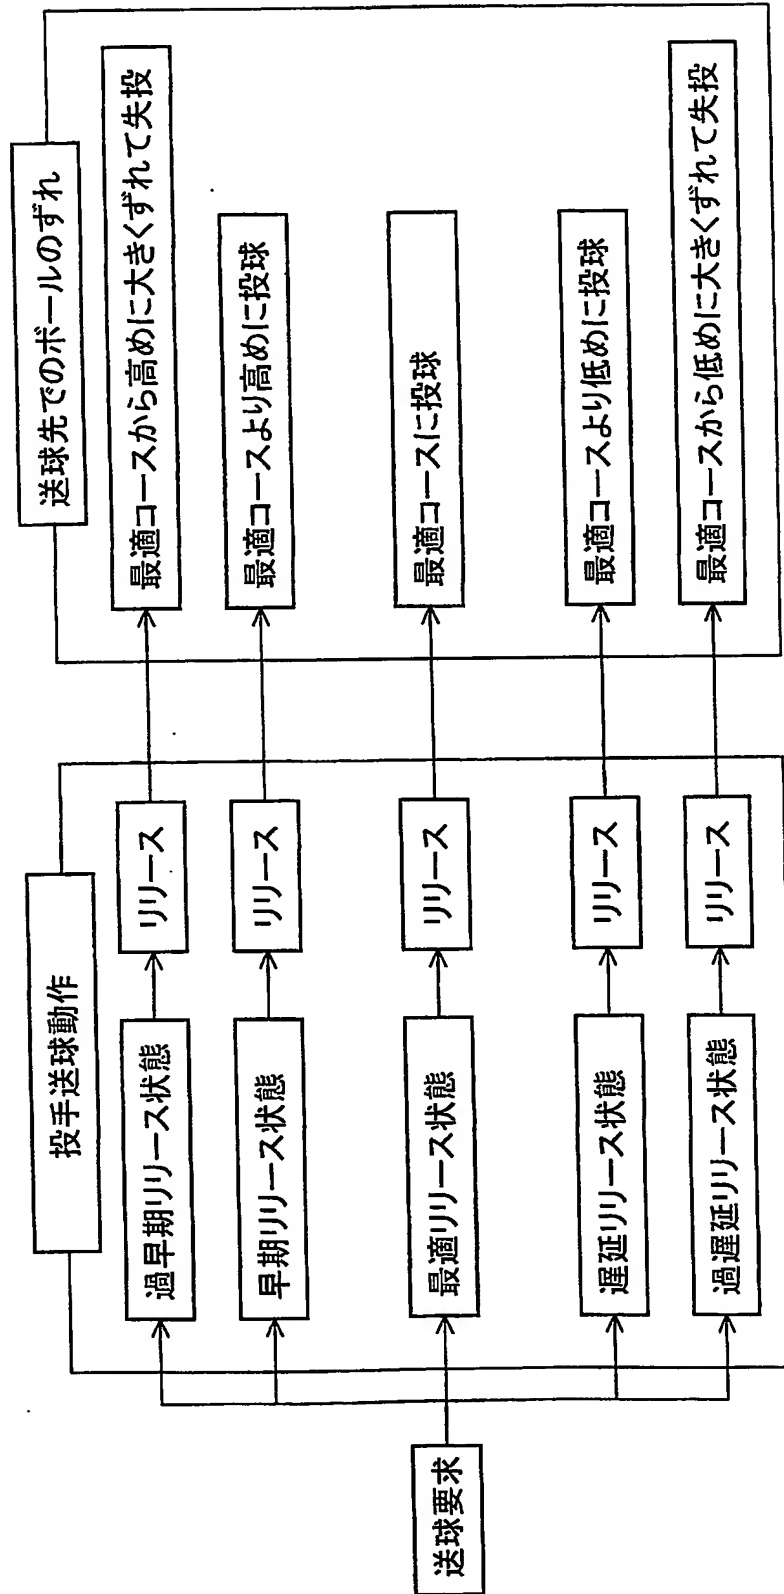 送球要求
投手送球動作
過早期リリース状態
リリース
早期リリース状態
リリース
最適リリース状態
リリース
遅延リリース状態
リリース
過遅延リリース状態
リリース
送球先でのボールのずれ
最適コースから高めに大きくずれて失投
最適コースより高めに投球
最適コースに投球
最適コースより低めに投球
最適コースから低めに大きくずれて失投